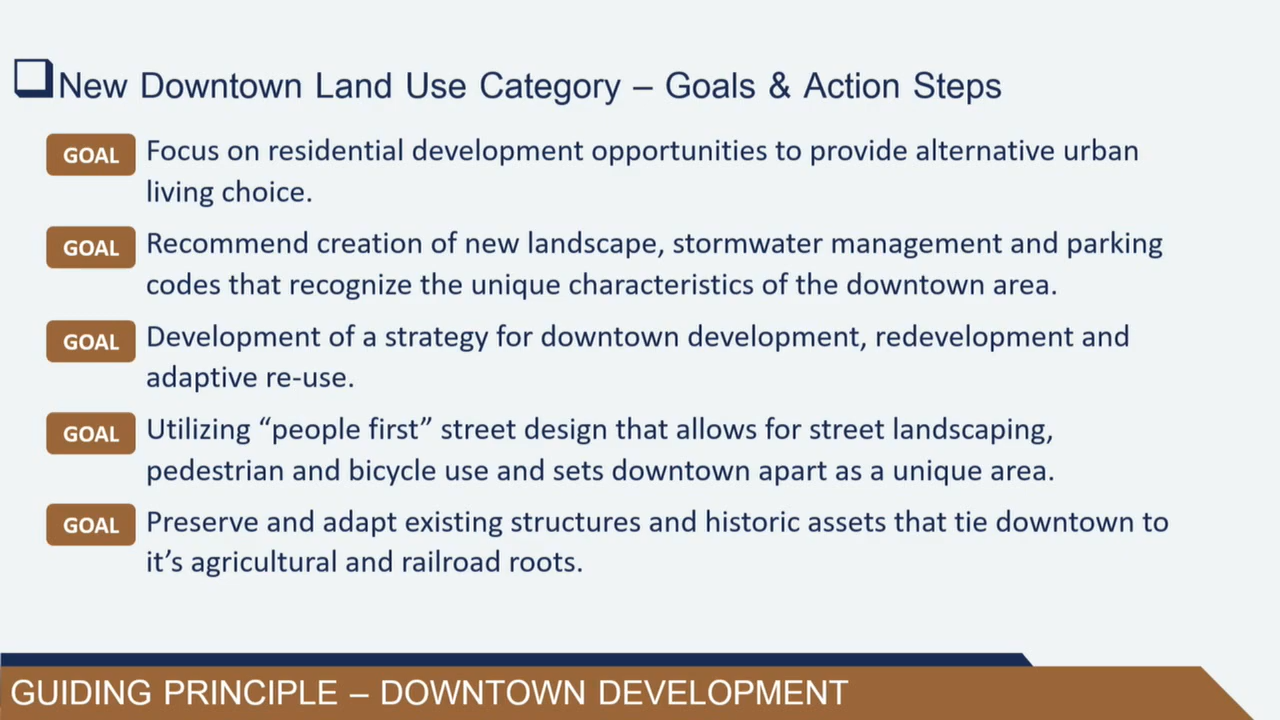 New Downtown Land Use Category – Goals & Action Steps
GOAL Focus on residential development opportunities to provide alternative urban
living choice.
GOAL Recommend creation of new landscape, stormwater management and parking
codes that recognize the unique characteristics of the downtown area.
GOAL Development of a strategy for downtown development, redevelopment and
adaptive re-use.
GOAL Utilizing “people first” street design that allows for street landscaping,
pedestrian and bicycle use and sets downtown apart as a unique area.
GOAL Preserve and adapt existing structures and historic assets that tie downtown to
it’s agricultural and railroad roots.
GUIDING PRINCIPLE – DOWNTOWN DEVELOPMENT